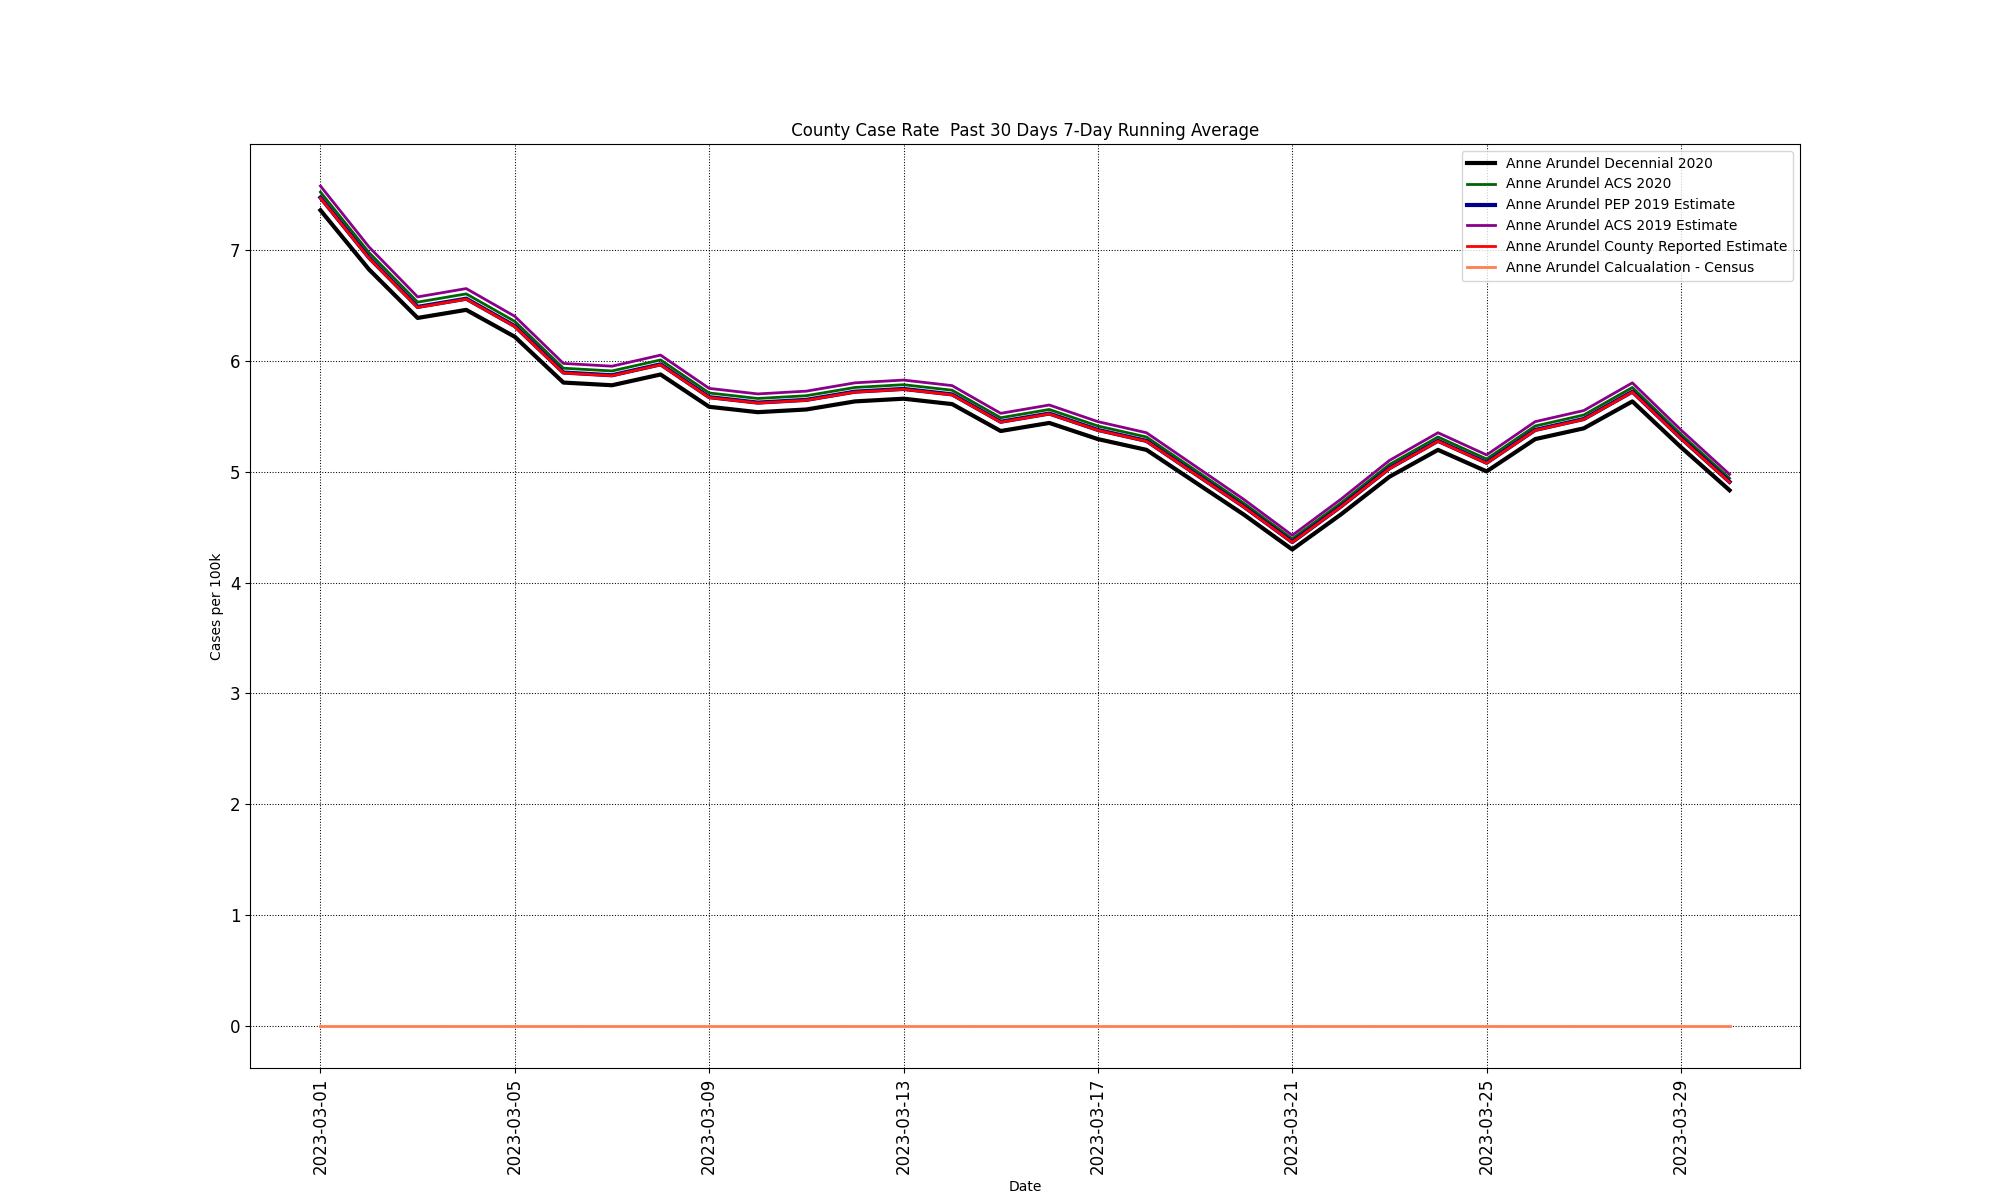 County Case Rate  Past 30 Days 7-Day Running Average
Anne Arundel Decennial 2020
Anne Arundel ACS 2020
Anne Arundel PEP 2019 Estimate
Anne Arundel ACS 2019 Estimate
Anne Arundel County Reported Estimate
Anne Arundel Calcualation - Census
Cases per 100k
7
6
5
4
3
2
1
0
2023-03-01
2023-03-05
2023-03-09
2023-03-13
2023-03-17
2023-03-21
2023-03-25
2023-03-29
Date